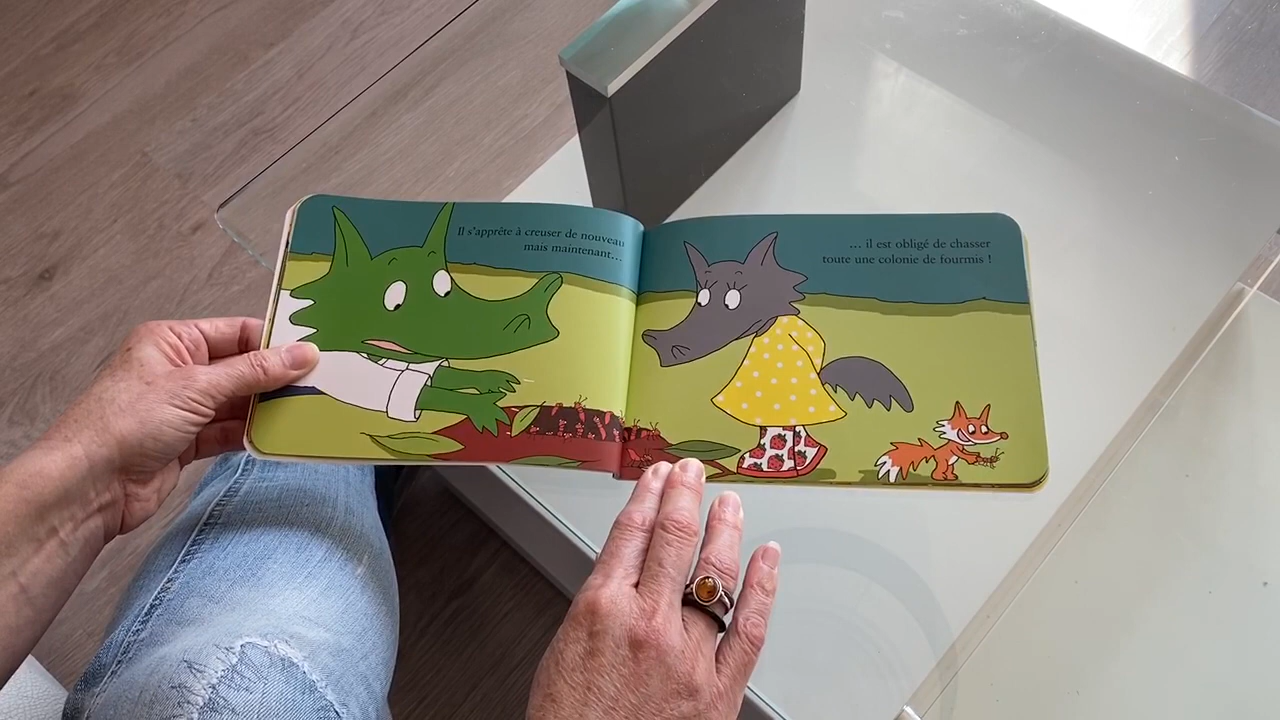 Il s'apprête à creuser de nouveau
mais maintenant…
… il est obligé de chasser
toute une colonie de fourmis !